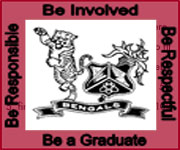 Be Involved
Be Responsible
Be Respectful
BENGALS
Be a Graduate